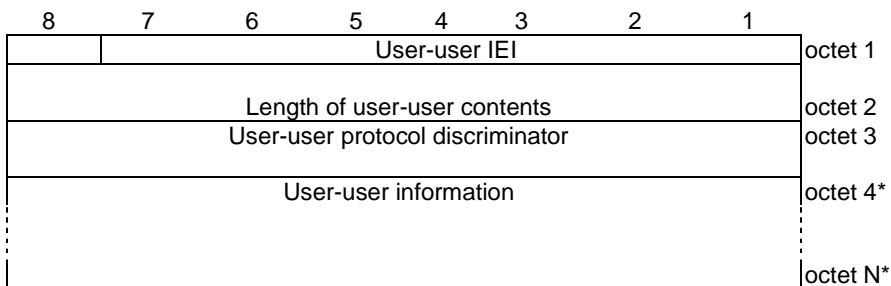 8 7 6 5 4 3 2 1
User-user IEI octet 1
Length of user-user contents octet 2
User-user protocol discriminator octet 3
User-user information octet 4*
octet N*